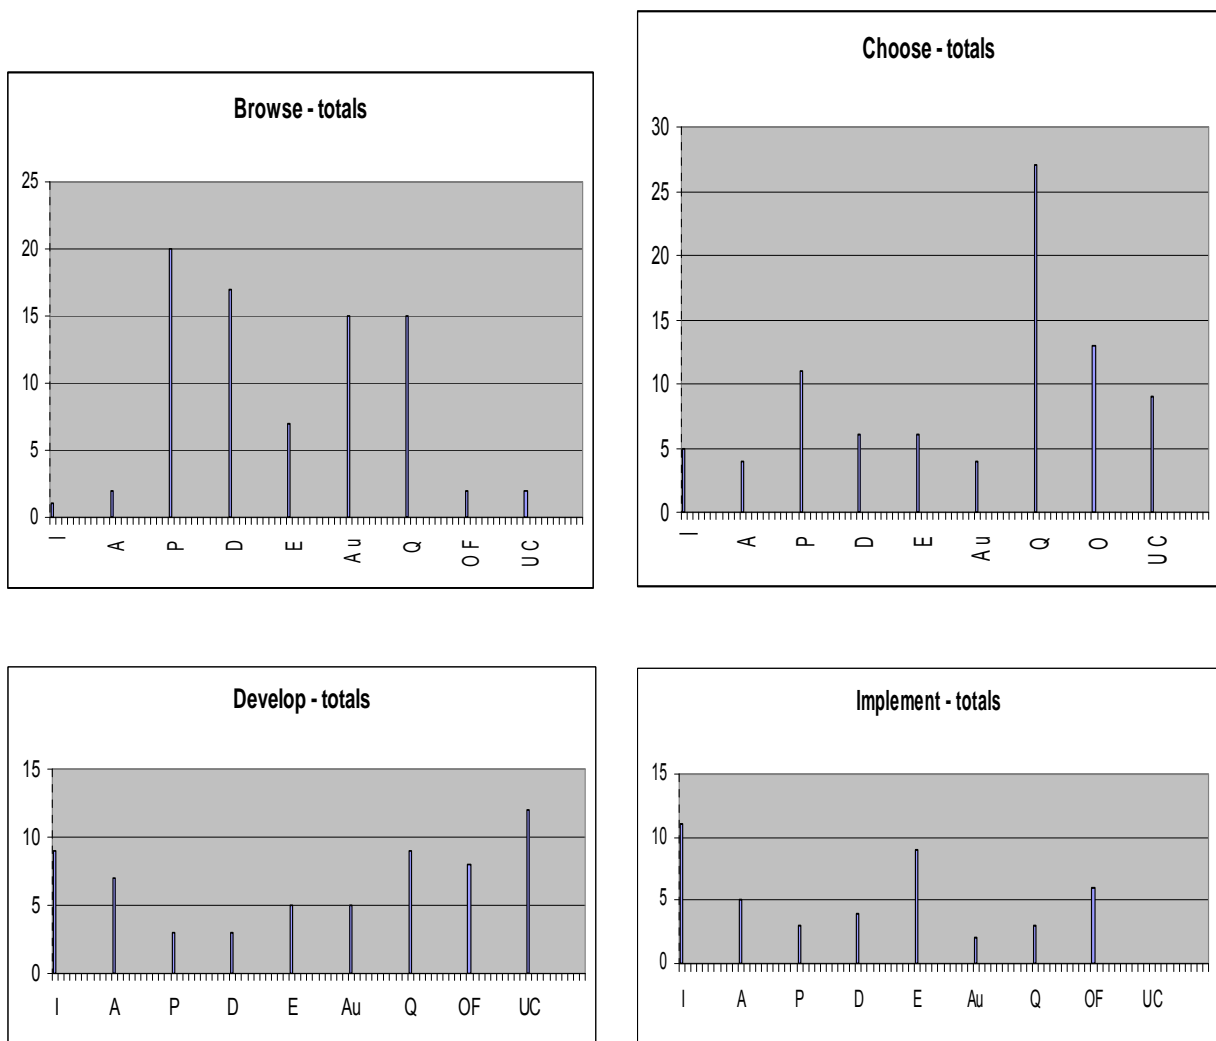 Browse - totals
25
20
15
10
5
0
I A P D E Au Q OF UC
Choose - totals
30
25
20
15
10
5
0
I A P D E Au Q O UC
Develop - totals
15
10
5
0
I A P D E Au Q OF UC
Implement - totals
15
10
5
0
I A P D E Au Q OF UC